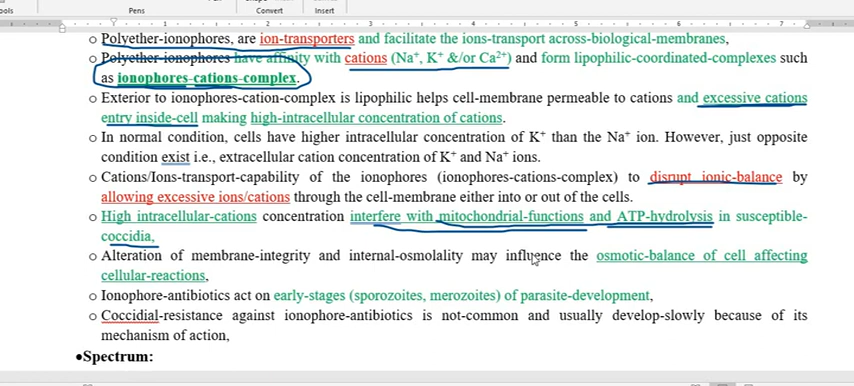 Pens
Convert
Insert
1 2 3 4 5 6 7
o Polyether-ionophores, are ion-transporters and facilitate the ions-transport across-biological-membranes,
o Polyether-ionophores have affinity with cations (Na⁺, K⁺ &/or Ca²⁺) and form lipophilic-coordinated-complexes such
as ionophores-cations-complex.
o Exterior to ionophores-cation-complex is lipophilic helps cell-membrane permeable to cations and excessive cations
entry inside-cell making high-intracellular concentration of cations.
o In normal condition, cells have higher intracellular concentration of K⁺ than the Na⁺ ion. However, just opposite
condition exist i.e., extracellular cation concentration of K⁺ and Na⁺ ions.
o Cations/Ions-transport-capability of the ionophores (ionophores-cations-complex) to disrupt ionic-balance by
allowing excessive ions/cations through the cell-membrane either into or out of the cells.
o High intracellular-cations concentration interfere with mitochondrial-functions and ATP-hydrolysis in susceptible-
coccidia,
o Alteration of membrane-integrity and internal-osmolality may influence the osmotic-balance of cell affecting
cellular-reactions,
o Ionophore-antibiotics act on early-stages (sporozoites, merozoites) of parasite-development,
o Coccidial-resistance against ionophore-antibiotics is not-common and usually develop-slowly because of its
mechanism of action,
•Spectrum: